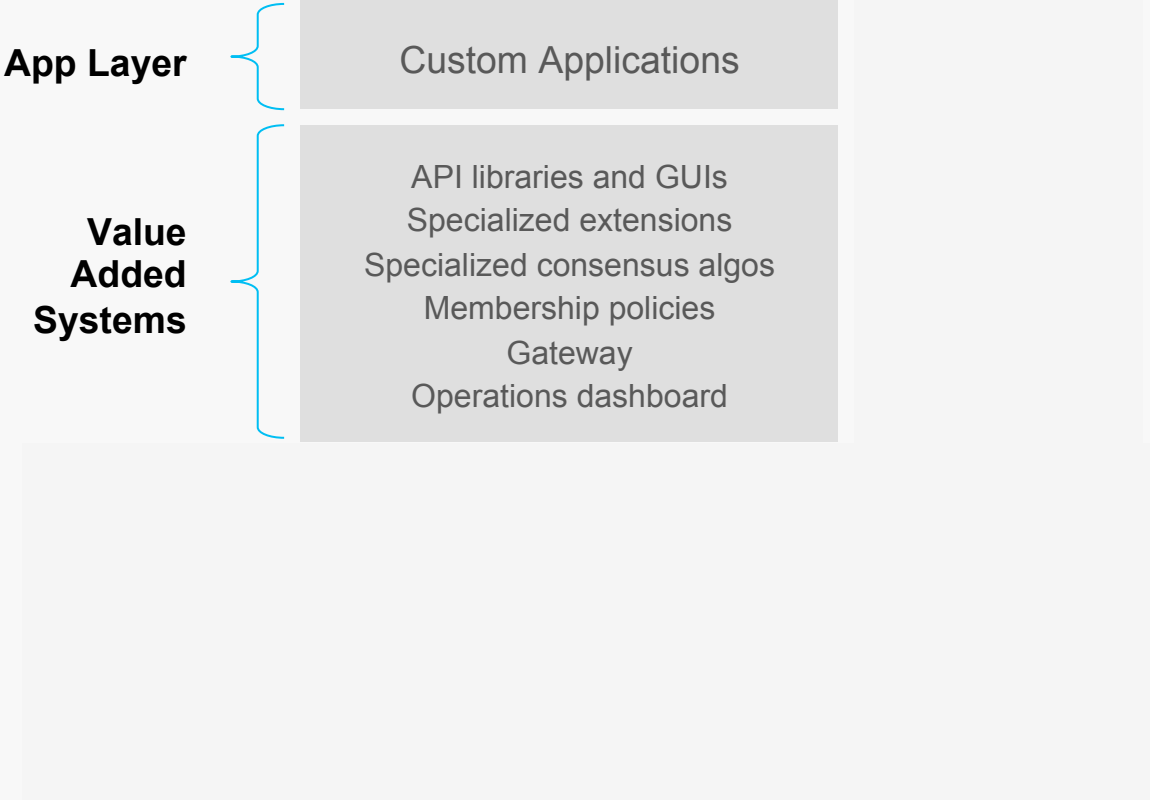 App Layer
Custom Applications
Value
Added
Systems
API libraries and GUIs
Specialized extensions
Specialized consensus algos
Membership policies
Gateway
Operations dashboard